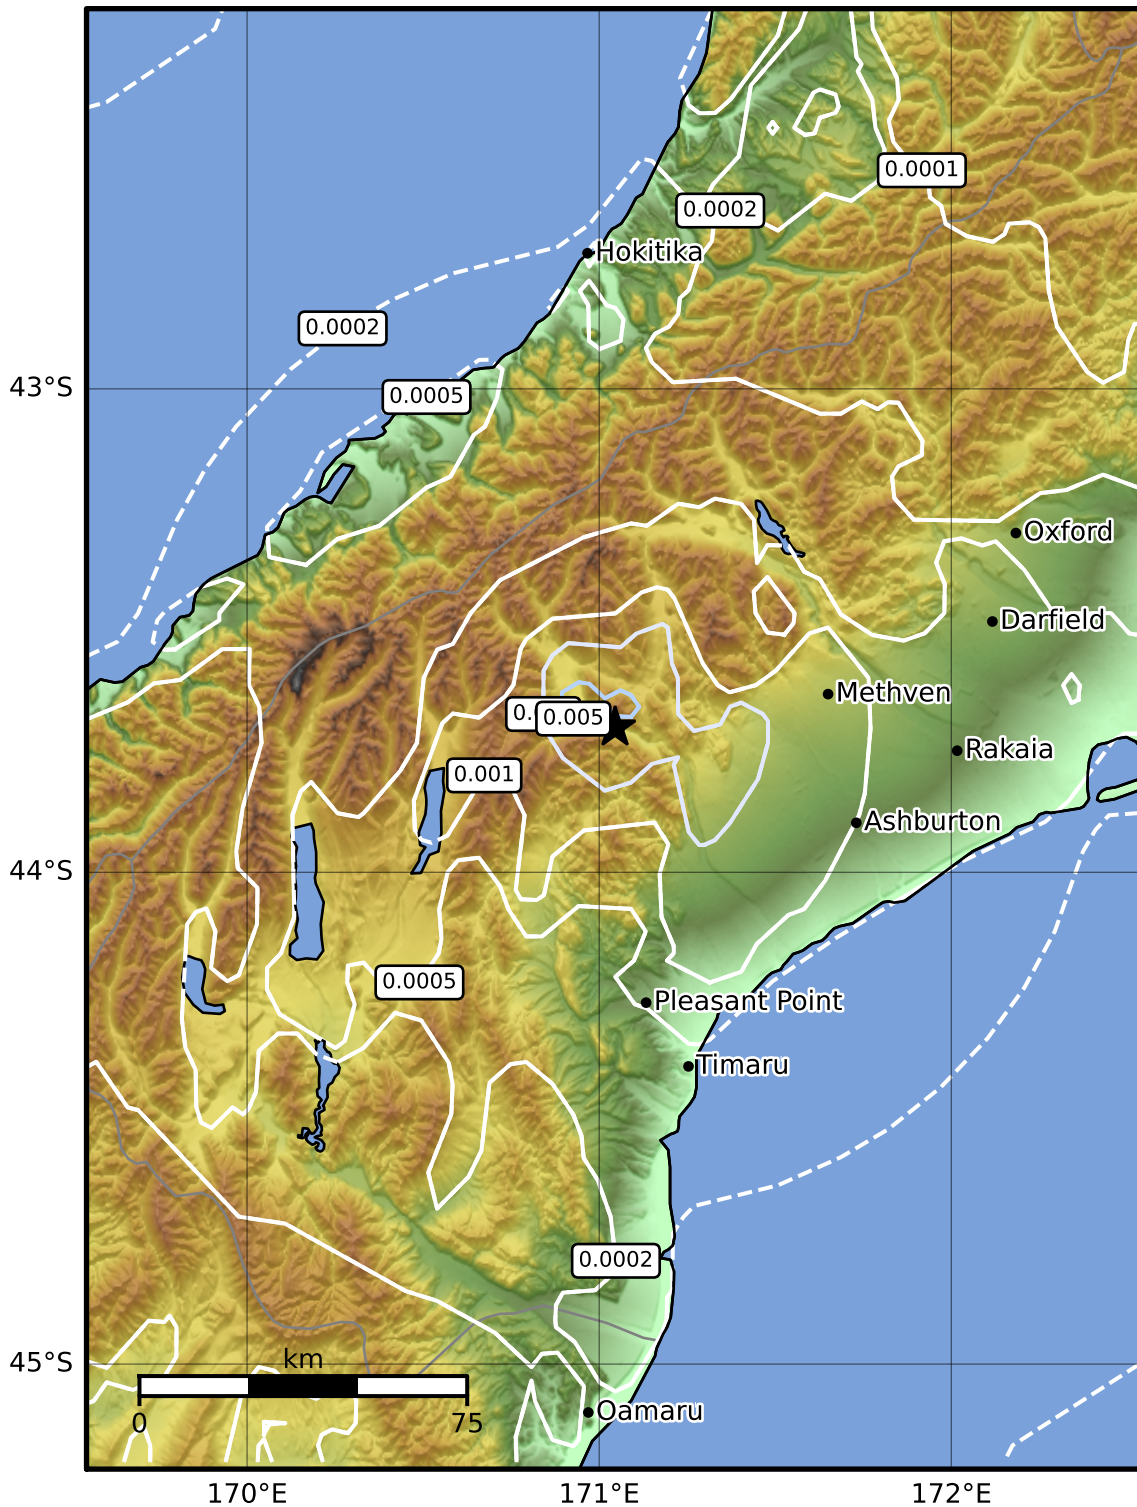 0.0001
0.0002
Hokitika
0.0002
43°S
0.0005
Oxford
Darfield
Methven
0.005
Rakaia
0.001
Ashburton
44°S
0.0005
Pleasant Point
Timaru
0.0002
45°S
km
0
75
Oamaru
170°E
171°E
172°E